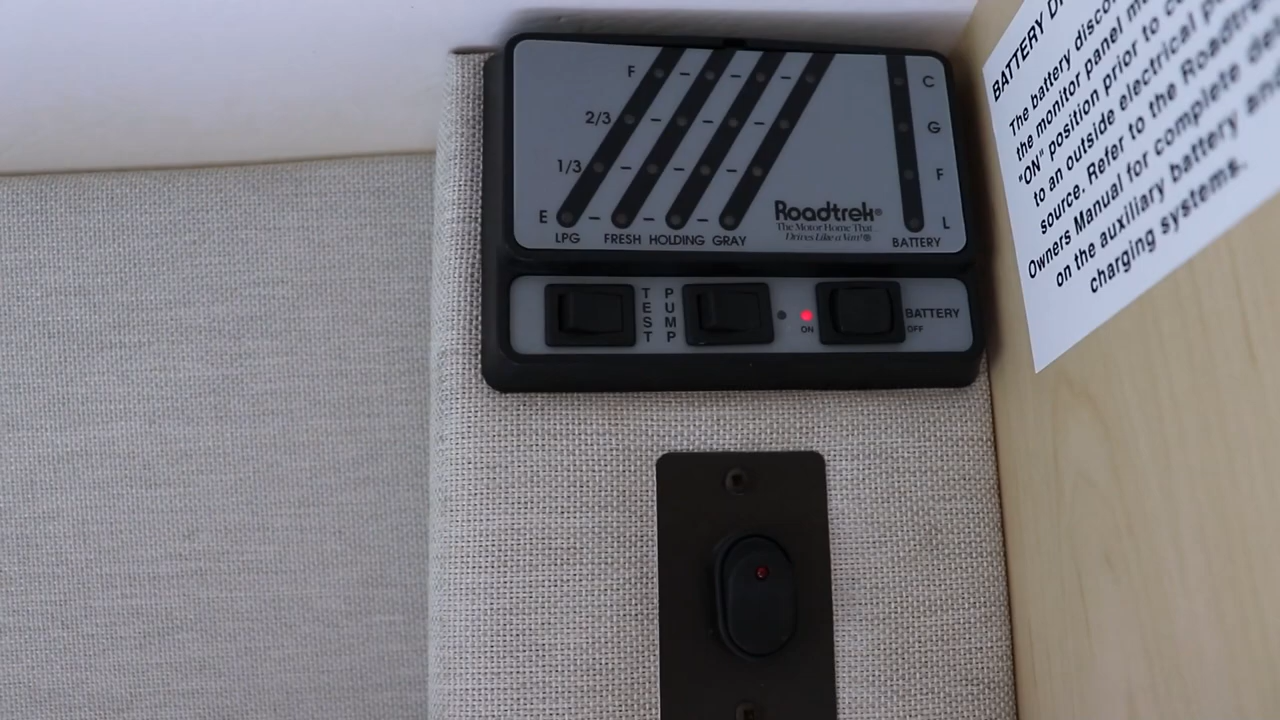 F
2/3
1/3
E
LPG FRESH HOLDING GRAY
Roadtrek®
The Motor Home That...
Drives Like a Van!®
C
G
F
L
BATTERY
TEST
PUMP
ON
BATTERY
OFF
BATTERY
The battery disco
the monitor panel
"ON" position prior to
to an outside electrical
source. Refer to the Roadtre
Owners Manual for complete
on the auxiliary battery
charging systems.